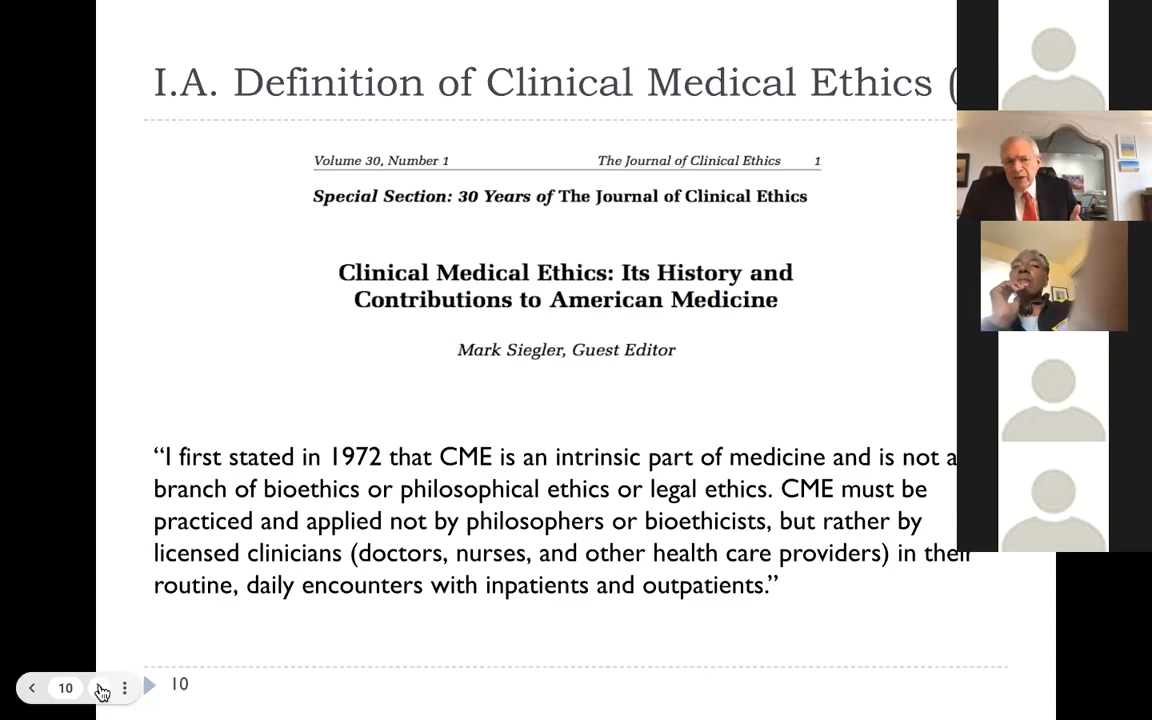 I.A. Definition of Clinical Medical Ethics (
Volume 30, Number 1 The Journal of Clinical Ethics 1
Special Section: 30 Years of The Journal of Clinical Ethics
Clinical Medical Ethics: Its History and
Contributions to American Medicine
Mark Siegler, Guest Editor
“I first stated in 1972 that CME is an intrinsic part of medicine and is not a
branch of bioethics or philosophical ethics or legal ethics. CME must be
practiced and applied not by philosophers or bioethicists, but rather by
licensed clinicians (doctors, nurses, and other health care providers) in their
routine, daily encounters with inpatients and outpatients.”
10
10